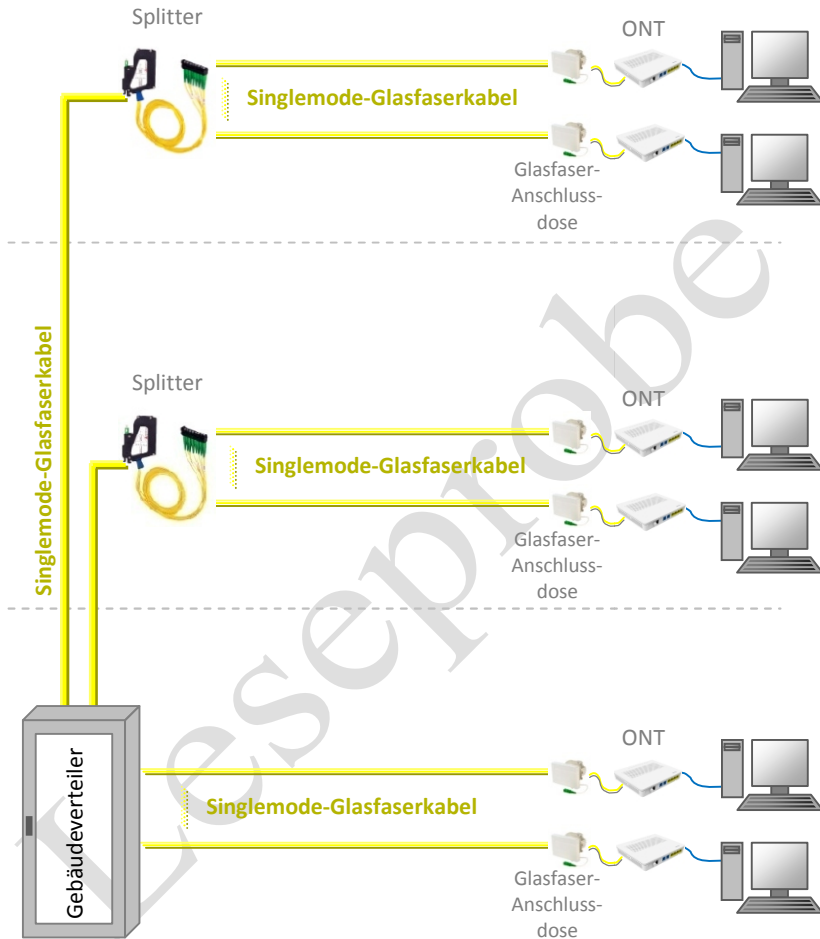 Splitter
ONT
Singlemode-Glasfaserkabel
Glasfaser-
Anschluss-
dose
Singlemode-Glasfaserkabel
Splitter
ONT
Singlemode-Glasfaserkabel
Glasfaser-
Anschluss-
dose
Leseprobe
Gebäudeverteiler
ONT
Singlemode-Glasfaserkabel
Glasfaser-
Anschluss-
dose